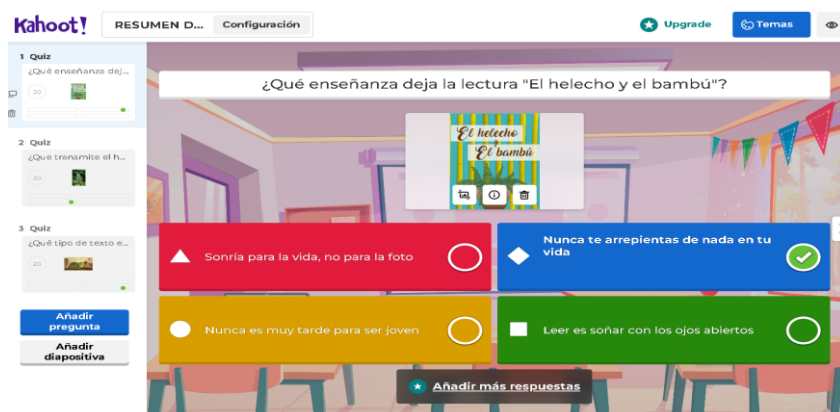 Kahoot!
RESUMEN D...
Configuración
Upgrade
Temas
1 Quiz
¿Qué enseñanza dej...
20
2 Quiz
¿Que transmite el h...
20
3 Quiz
¿Qué tipo de texto e...
20
Añadir
pregunta
Añadir
diapositiva
¿Qué enseñanza deja la lectura "El helecho y el bambú"?
El helecho
El bambú
Sonría para la vida, no para la foto
Nunca te arrepientas de nada en tu
vida
Nunca es muy tarde para ser joven
Leer es soñar con los ojos abiertos
Añadir más respuestas